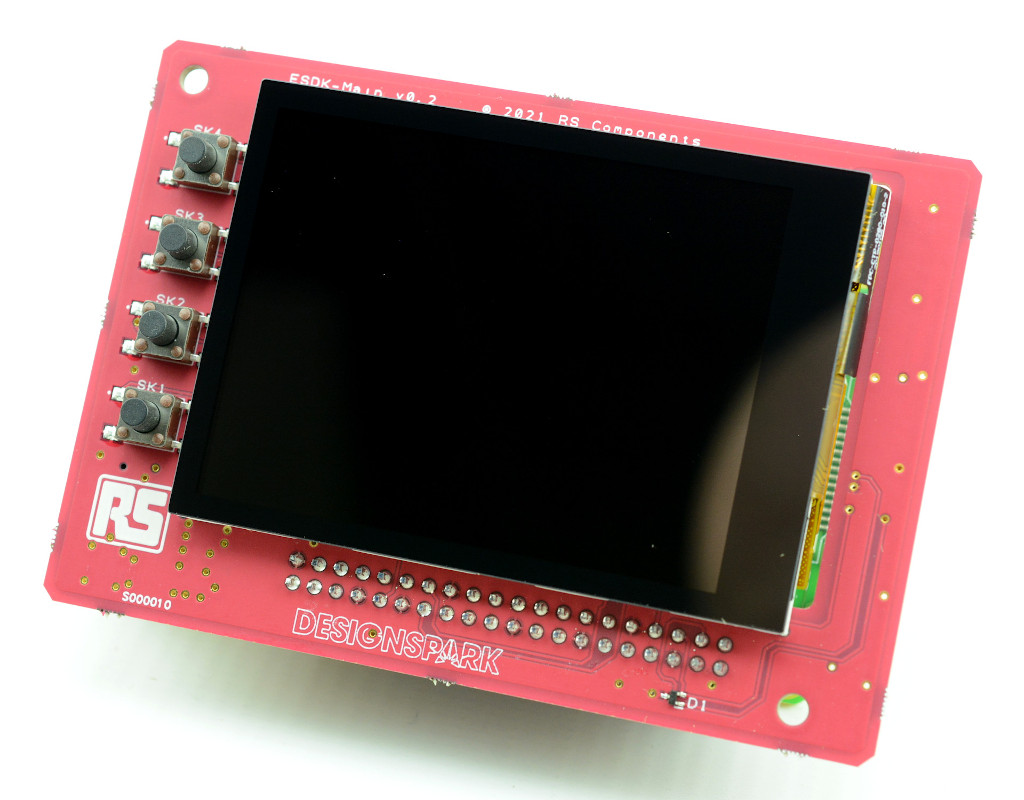 ESDK-Main v0.2 © 2021 RS Components
SK4
SK3
SK2
SK1
RS
S000010
DESIGNSPARK
D1